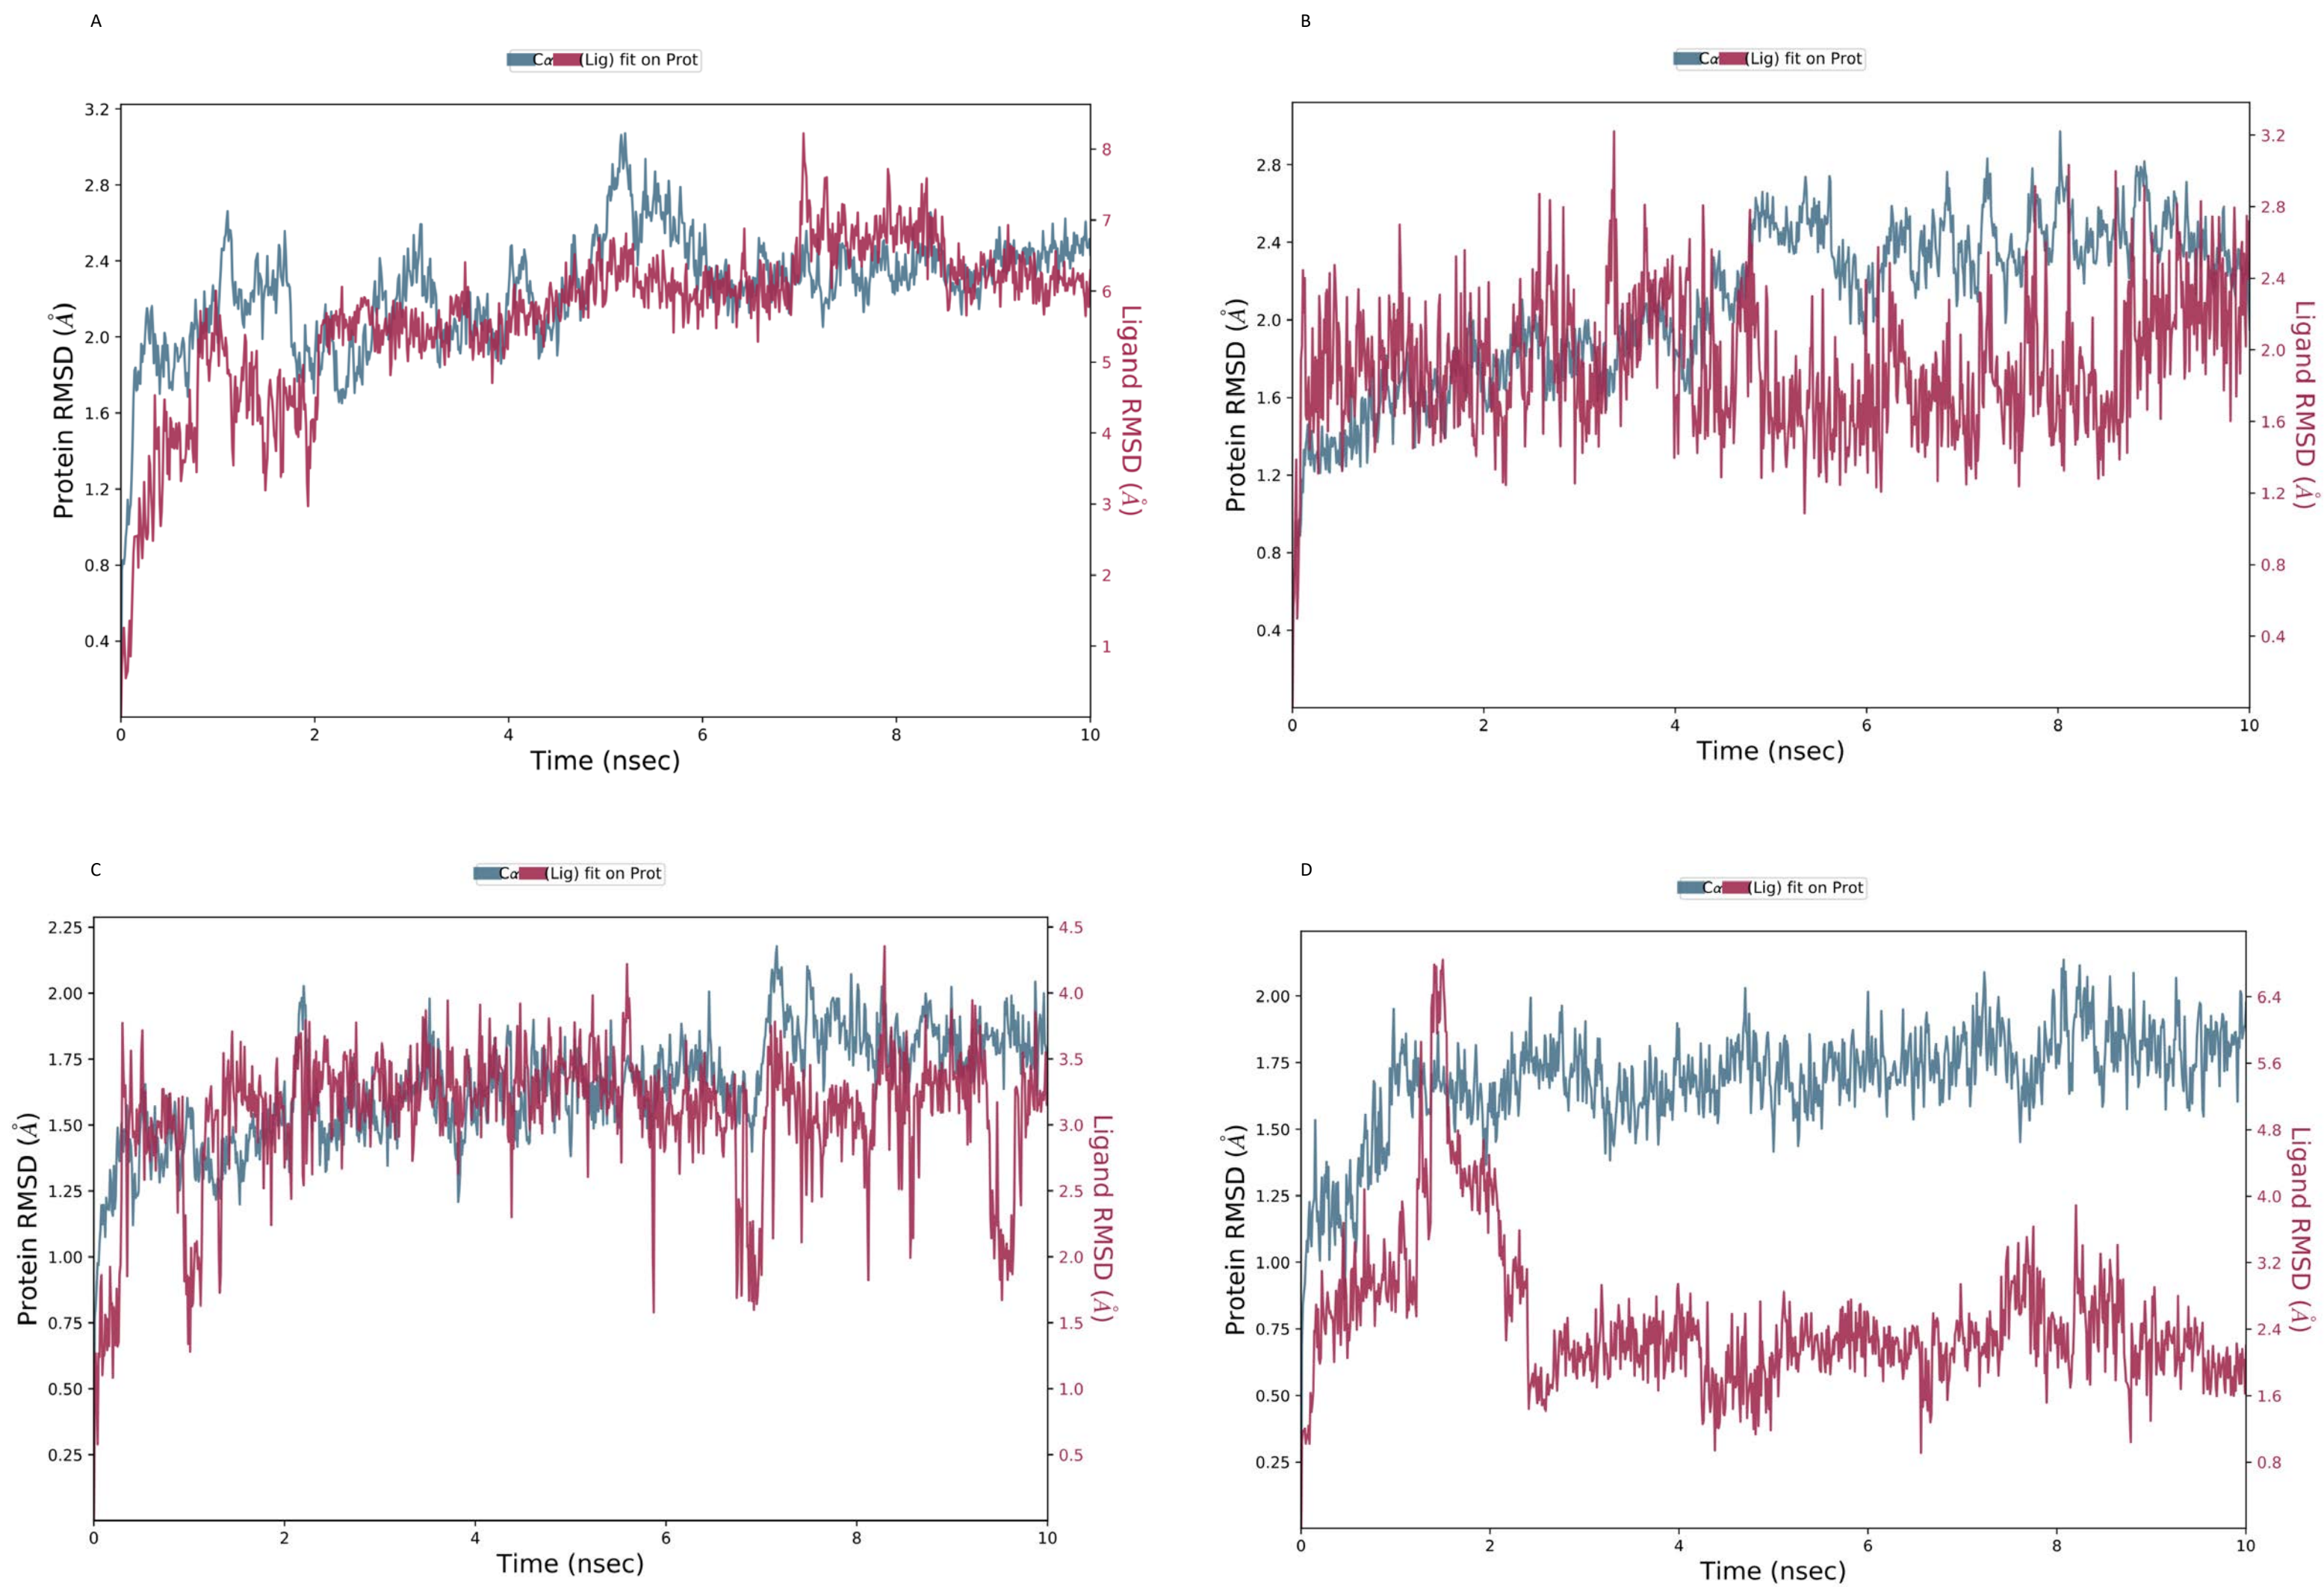 A
Cα (Lig) fit on Prot
Protein RMSD (Å)
3.2
2.8
2.4
2.0
1.6
1.2
0.8
0.4
8
7
6
5
4
3
2
1
Ligand RMSD (Å)
0 2 4 6 8 10
Time (nsec)
B
Cα (Lig) fit on Prot
Protein RMSD (Å)
2.8
2.4
2.0
1.6
1.2
0.8
0.4
3.2
2.8
2.4
2.0
1.6
1.2
0.8
0.4
Ligand RMSD (Å)
0 2 4 6 8 10
Time (nsec)
C
Cα (Lig) fit on Prot
Protein RMSD (Å)
2.25
2.00
1.75
1.50
1.25
1.00
0.75
0.50
0.25
4.5
4.0
3.5
3.0
2.5
2.0
1.5
1.0
0.5
Ligand RMSD (Å)
0 2 4 6 8 10
Time (nsec)
D
Cα (Lig) fit on Prot
Protein RMSD (Å)
2.00
1.75
1.50
1.25
1.00
0.75
0.50
0.25
6.4
5.6
4.8
4.0
3.2
2.4
1.6
0.8
Ligand RMSD (Å)
0 2 4 6 8 10
Time (nsec)